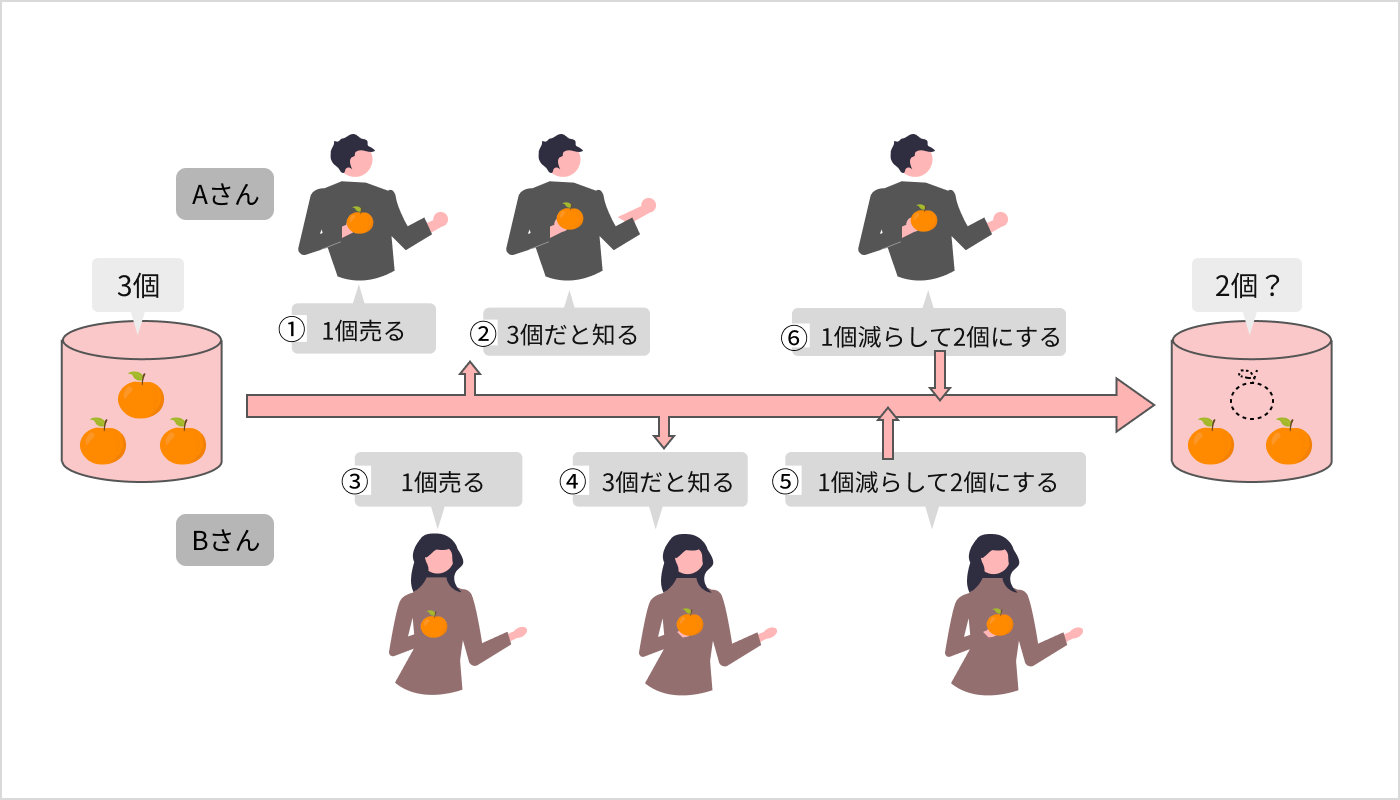 Aさん
3個
① 1個売る
② 3個だと知る
⑥ 1個減らして2個にする
2個？
③ 1個売る
④ 3個だと知る
⑤ 1個減らして2個にする
Bさん